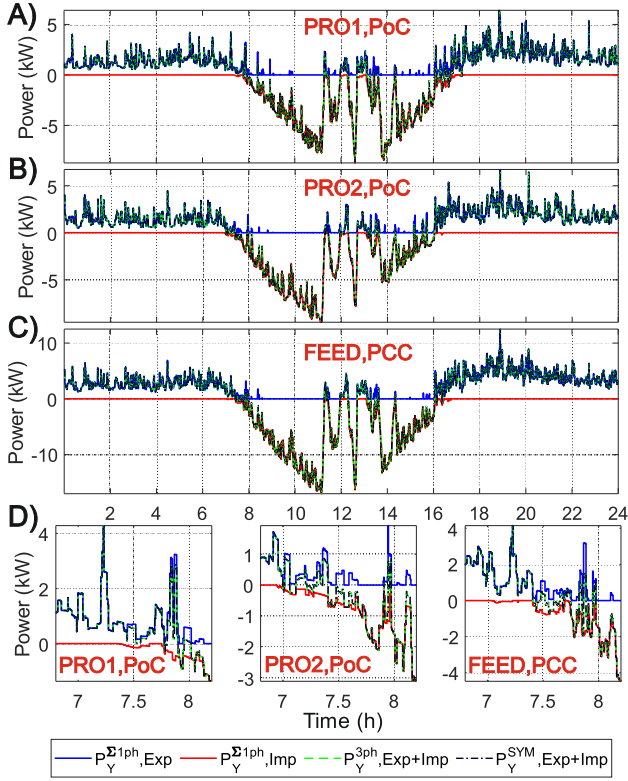 A)
PRO1,PoC
Power (kW)
5
0
-5
B)
PRO2,PoC
Power (kW)
5
0
-5
C)
FEED,PCC
Power (kW)
10
0
-10
2 4 6 8 10 12 14 16 18 20 22 24
D)
Power (kW)
4
2
0
PRO1,PoC
7 7.5 8
1
0
-1
-2
-3
PRO2,PoC
7 7.5 8
4
2
0
-2
-4
FEED,PCC
7 7.5 8
Time (h)
P_Y^Σ1ph,Exp P_Y^Σ1ph,Imp P_Y^3ph,Exp+Imp P_Y^SYM,Exp+Imp